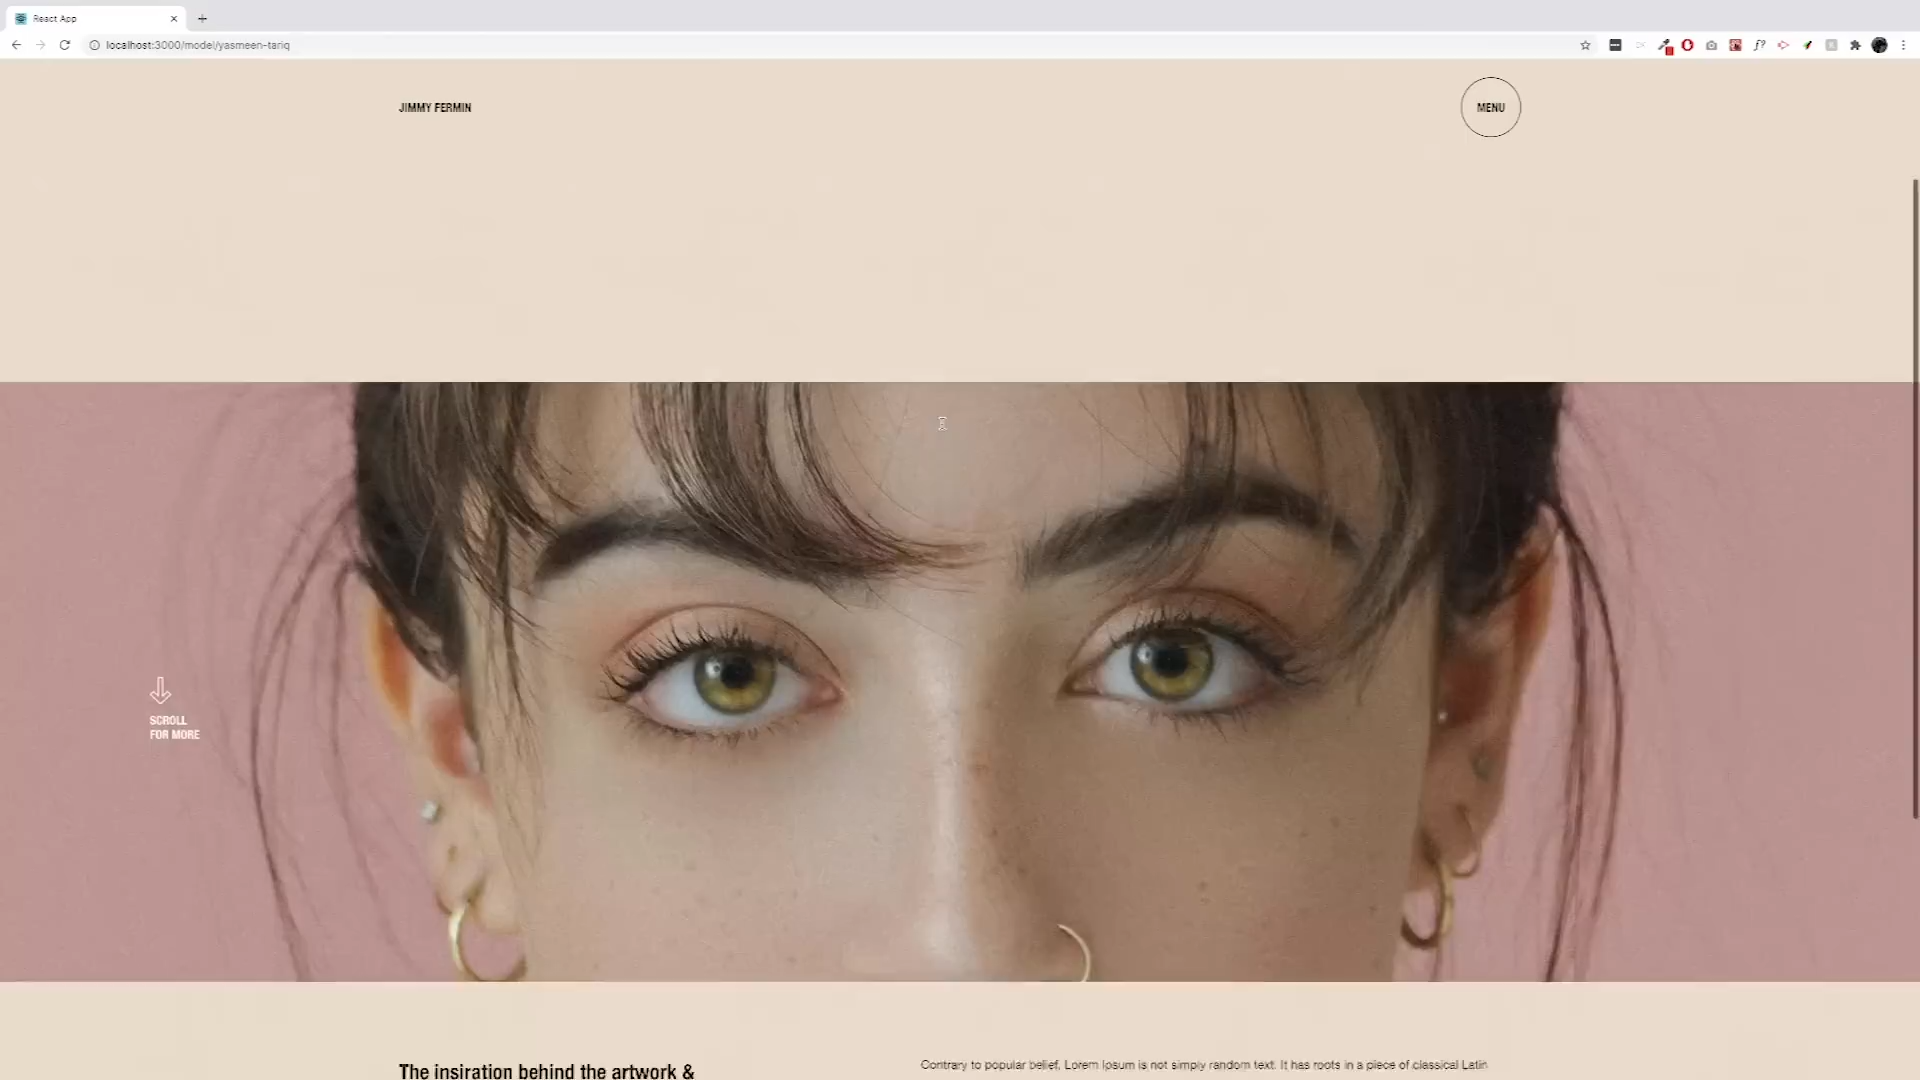 React App
localhost:3000/model/yasmeen-tariq
JIMMY FERMIN
MENU
SCROLL
FOR MORE
The insiration behind the artwork &
Contrary to popular belief, Lorem Ipsum is not simply random text. It has roots in a piece of classical Latin